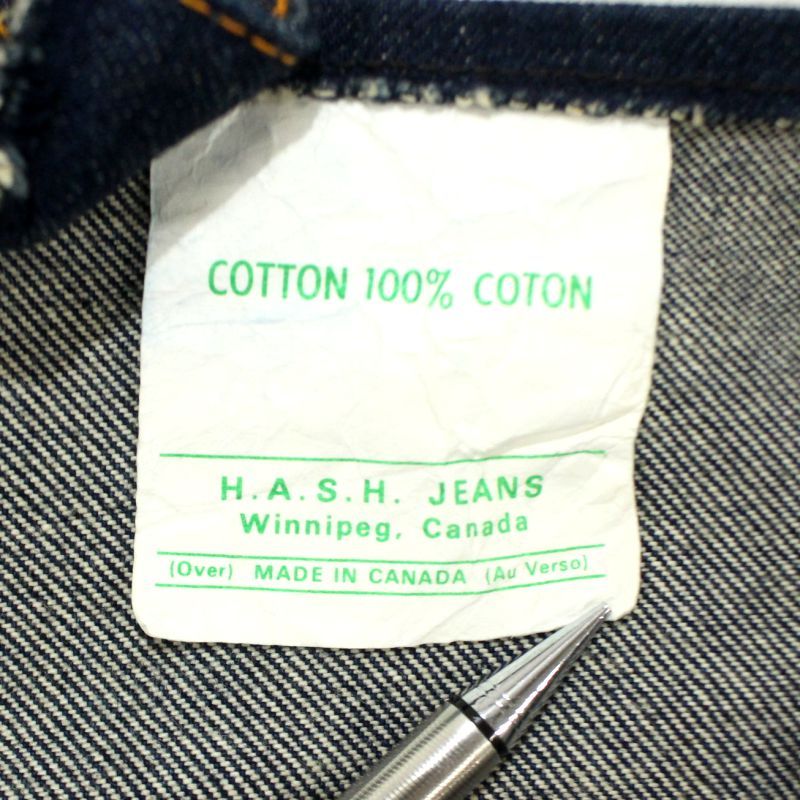 COTTON 100% COTON
H.A.S.H. JEANS
Winnipeg, Canada
(Over) MADE IN CANADA (Au Verso)